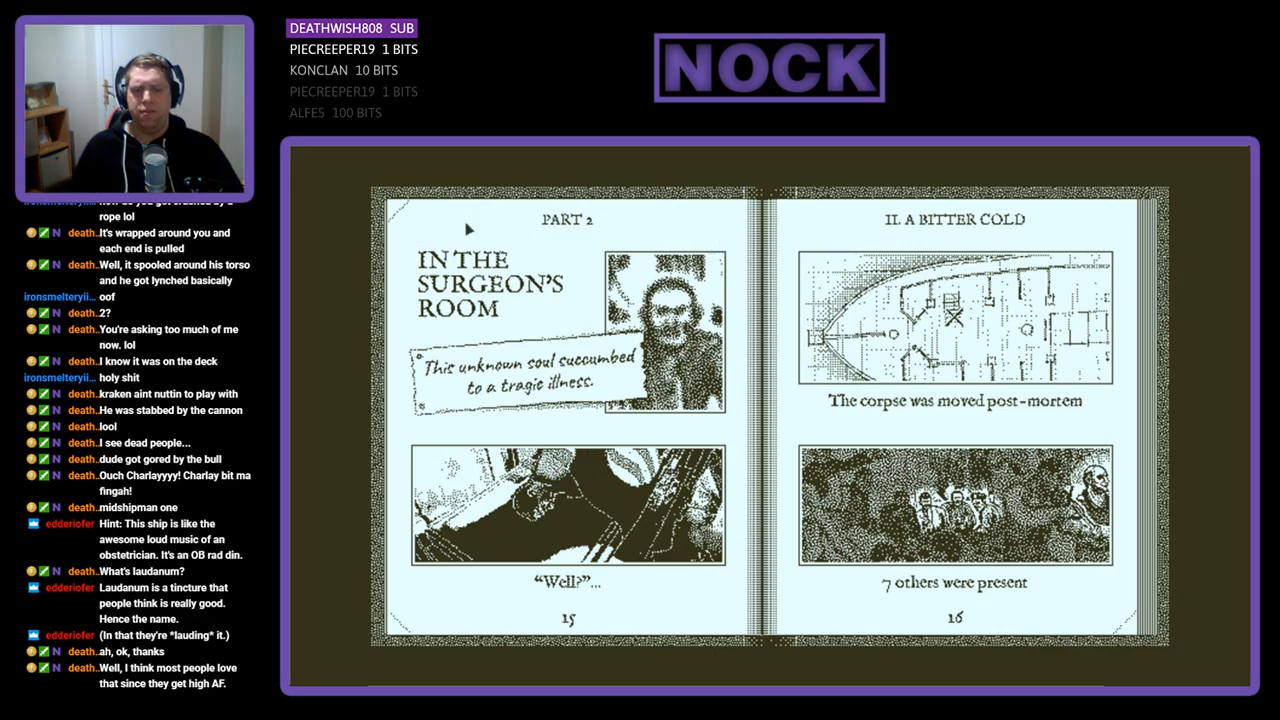 DEATHWISH808 SUB
PIECREEPER19 1 BITS
KONCLAN 10 BITS
PIECREEPER19 1 BITS
ALFE5 100 BITS
NOCK
rope lol
death.. It's wrapped around you and
each end is pulled
death.. Well, it spooled around his torso
and he got lynched basically
ironsmelteryii... oof
death.. 2?
death.. You're asking too much of me
now. lol
death.. I know it was on the deck
ironsmelteryii... holy shit
death.. kraken aint nuttin to play with
death.. He was stabbed by the cannon
death.. lool
death.. I see dead people...
death.. dude got gored by the bull
death.. Ouch Charlayyyy! Charlay bit ma
fingah!
death.. midshipman one
edderiofer Hint: This ship is like the
awesome loud music of an
obstetrician. It's an OB rad din.
death.. What's laudanum?
edderiofer Laudanum is a tincture that
people think is really good.
Hence the name.
edderiofer (In that they're *lauding* it.)
death.. ah, ok, thanks
death.. Well, I think most people love
that since they get high AF.
PART 2
IN THE
SURGEON'S
ROOM
This unknown soul succumbed
to a tragic illness.
"Well?"...
15
II. A BITTER COLD
The corpse was moved post-mortem
7 others were present
16